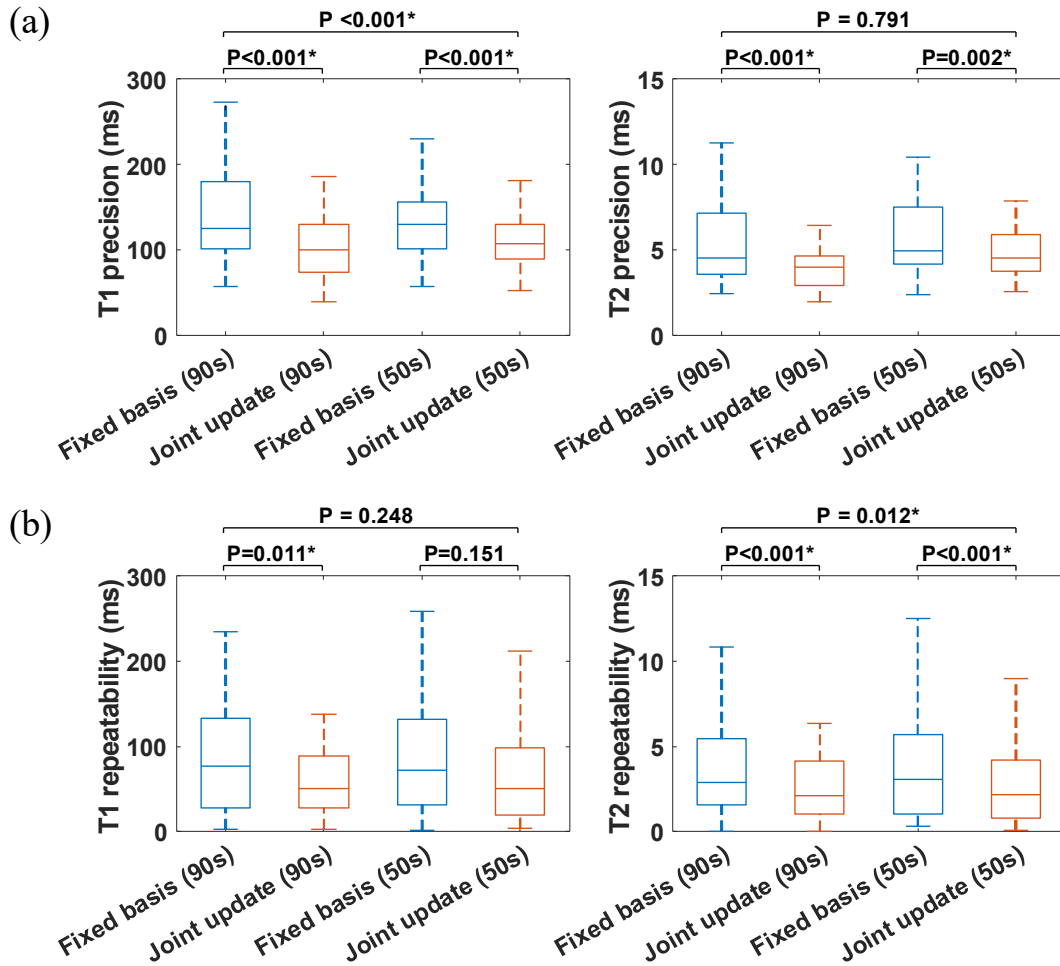 (a)
P <0.001*
P<0.001*
P<0.001*
T1 precision (ms)
300
200
100
0
Fixed basis (90s)
Joint update (90s)
Fixed basis (50s)
Joint update (50s)
P = 0.791
P<0.001*
P=0.002*
T2 precision (ms)
15
10
5
0
Fixed basis (90s)
Joint update (90s)
Fixed basis (50s)
Joint update (50s)
(b)
P = 0.248
P=0.011*
P=0.151
T1 repeatability (ms)
300
200
100
0
Fixed basis (90s)
Joint update (90s)
Fixed basis (50s)
Joint update (50s)
P = 0.012*
P<0.001*
P<0.001*
T2 repeatability (ms)
15
10
5
0
Fixed basis (90s)
Joint update (90s)
Fixed basis (50s)
Joint update (50s)